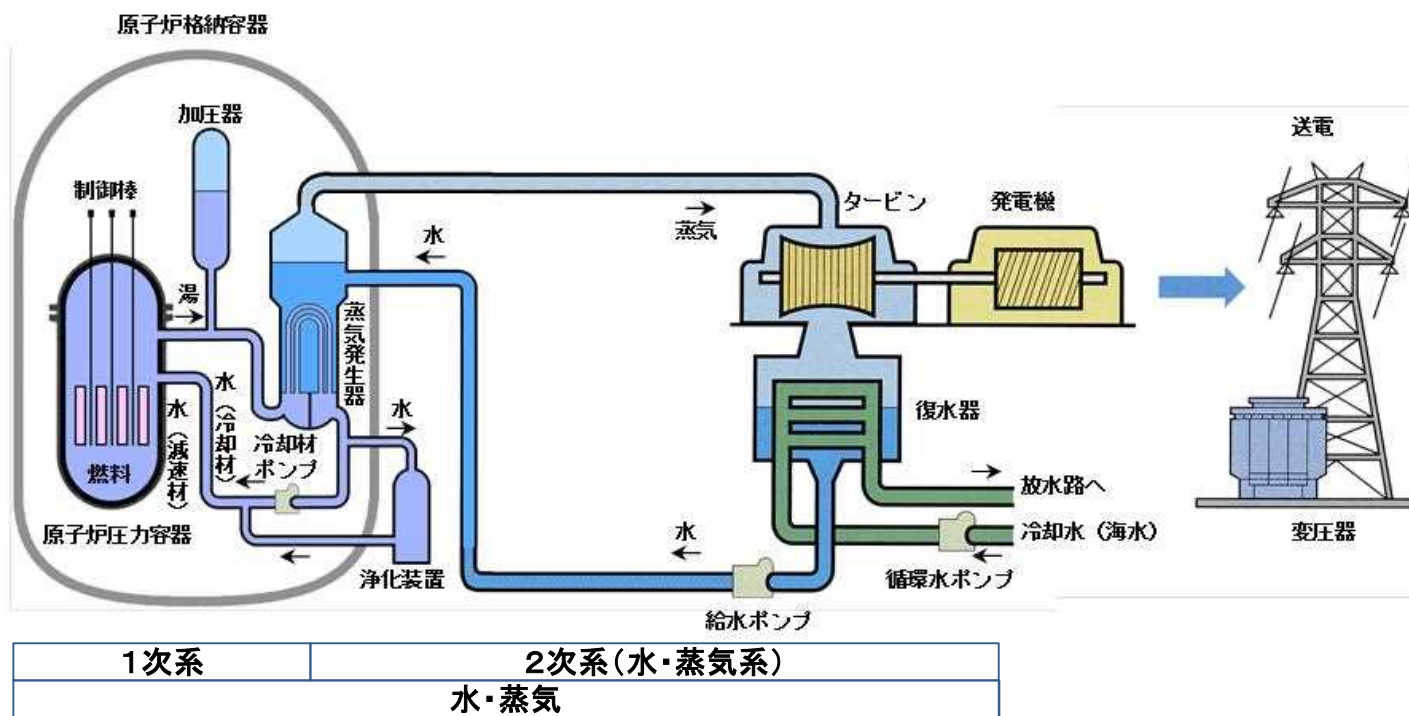 原子炉格納容器
加圧器
制御棒
湯
水
蒸気発生器
蒸気
タービン
発電機
送電
水(冷却材)
水(減速材)
冷却材
ポンプ
水
燃料
原子炉圧力容器
浄化装置
復水器
放水路へ
冷却水(海水)
循環水ポンプ
水
給水ポンプ
変圧器
1次系
2次系(水・蒸気系)
水・蒸気